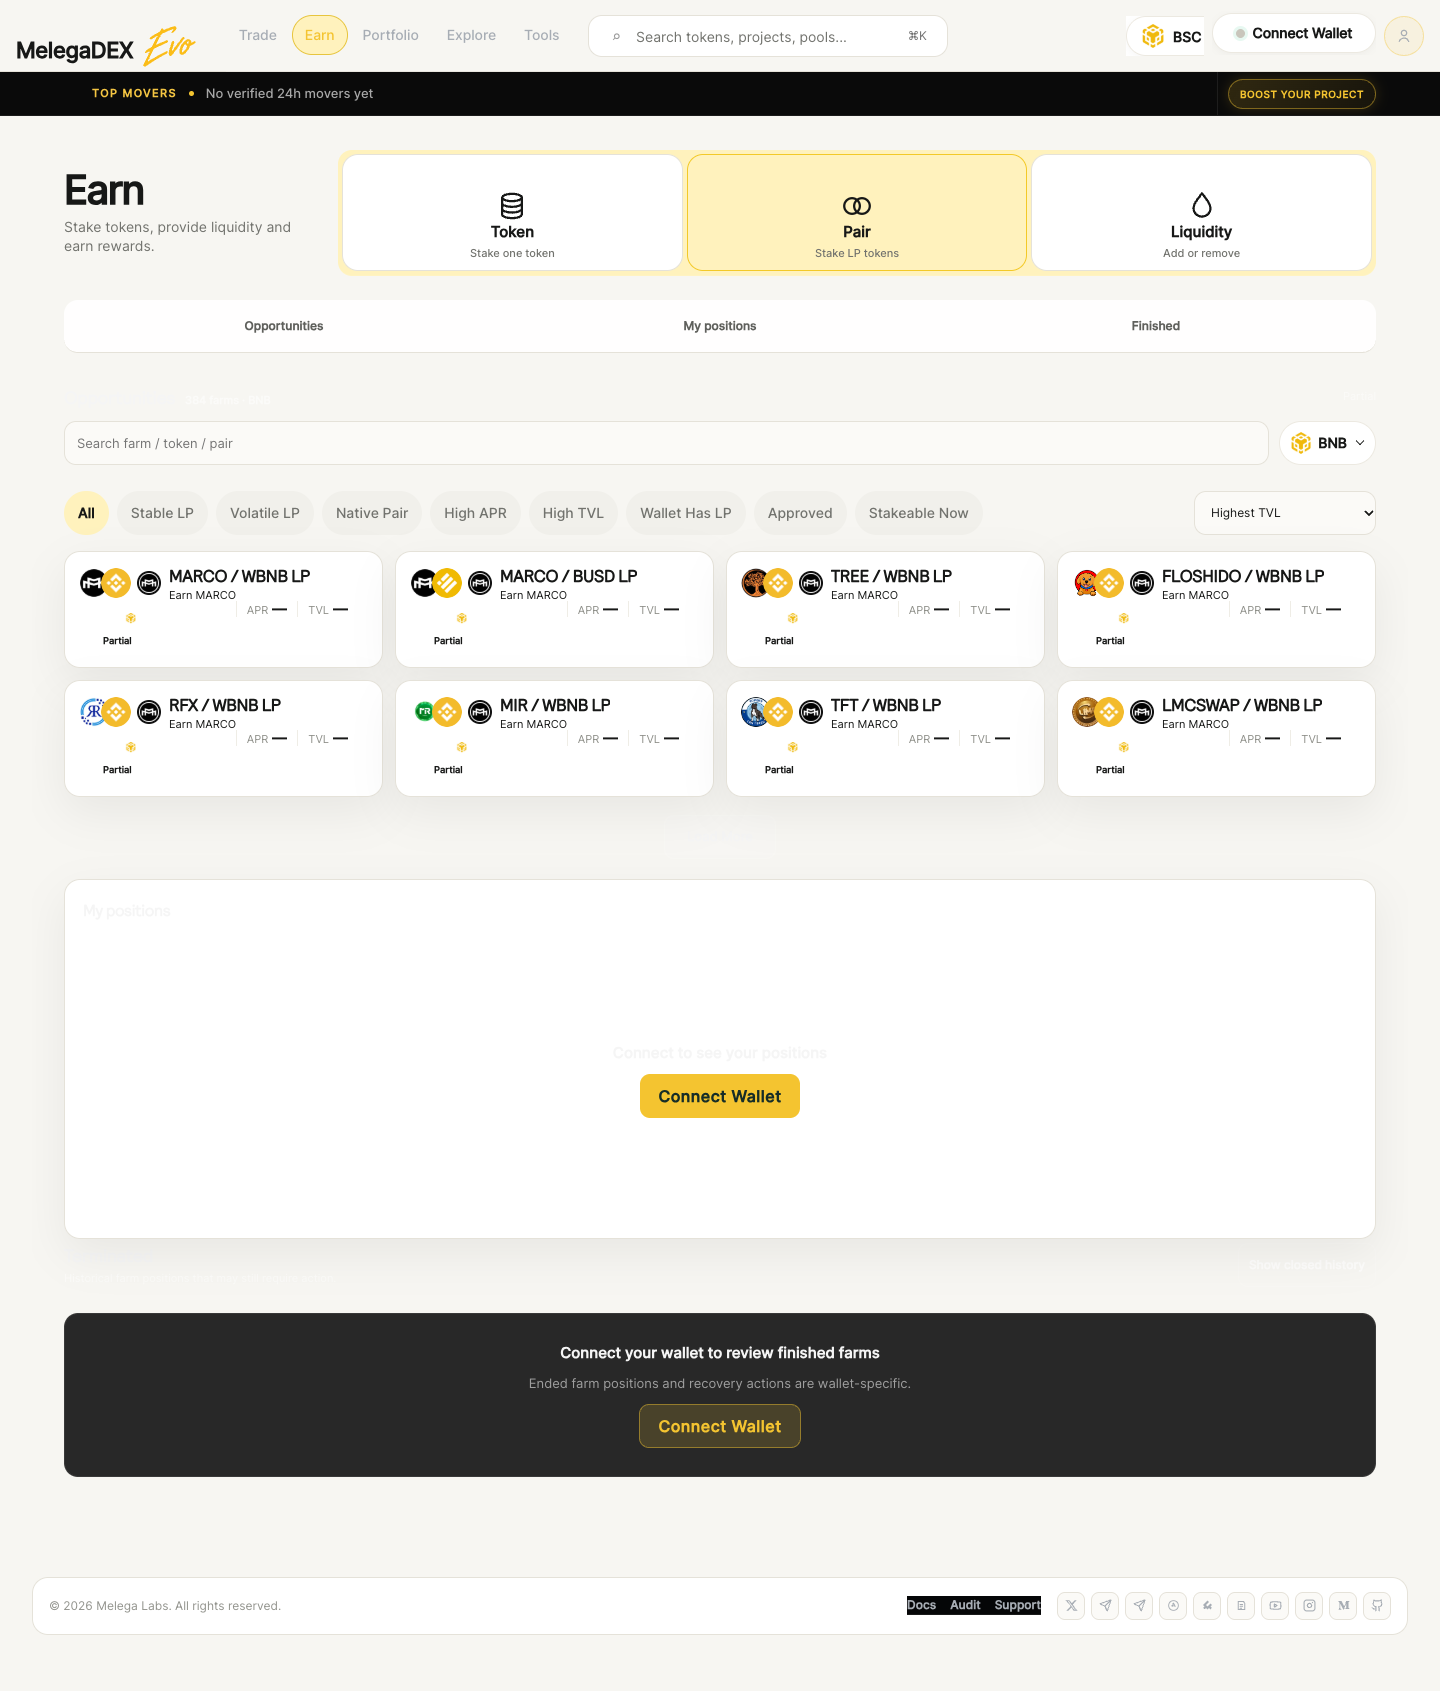 MelegaDEX Evo
Trade Earn Portfolio Explore Tools
Search tokens, projects, pools... ⌘K
BSC
Connect Wallet
TOP MOVERS • No verified 24h movers yet
BOOST YOUR PROJECT
Earn
Stake tokens, provide liquidity and
earn rewards.
Token
Stake one token
Pair
Stake LP tokens
Liquidity
Add or remove
Opportunities My positions Finished
Search farm / token / pair
BNB
All Stable LP Volatile LP Native Pair High APR High TVL Wallet Has LP Approved Stakeable Now
Highest TVL
MARCO / WBNB LP
Earn MARCO
APR — TVL —
Partial
MARCO / BUSD LP
Earn MARCO
APR — TVL —
Partial
TREE / WBNB LP
Earn MARCO
APR — TVL —
Partial
FLOSHIDO / WBNB LP
Earn MARCO
APR — TVL —
Partial
RFX / WBNB LP
Earn MARCO
APR — TVL —
Partial
MIR / WBNB LP
Earn MARCO
APR — TVL —
Partial
TFT / WBNB LP
Earn MARCO
APR — TVL —
Partial
LMCSWAP / WBNB LP
Earn MARCO
APR — TVL —
Partial
My positions
Connect to see your positions
Connect Wallet
Show closed history
Connect your wallet to review finished farms
Ended farm positions and recovery actions are wallet-specific.
Connect Wallet
© 2026 Melega Labs. All rights reserved.
Docs Audit Support